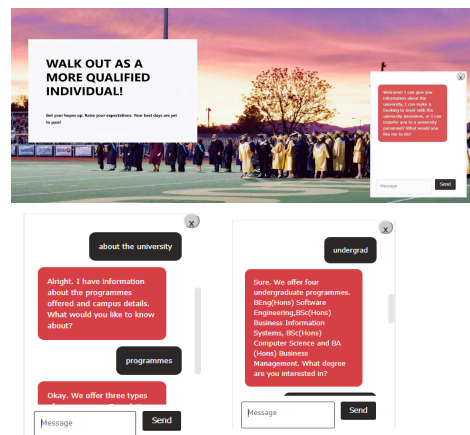 WALK OUT AS A
MORE QUALIFIED
INDIVIDUAL!
Get your hopes up. Raise your expectations. Your best days are yet
to pass!
x
Welcome! I can give you
information about the
university, I can make a
booking to meet with the
university personnel, or I can
transfer you to a university
personnel? What would you
like me to do?
Message
Send
x
about the university
Alright. I have information
about the programmes
offered and campus details.
What would you like to know
about?
programmes
Okay. We offer three types
Message
Send
x
undergrad
Sure. We offer four
undergraduate programmes.
BEng(Hons) Software
Engineering,BSc(Hons)
Business Information
Systems, BSc(Hons)
Computer Science and BA
(Hons) Business
Management. What degree
are you interested in?
Message
Send